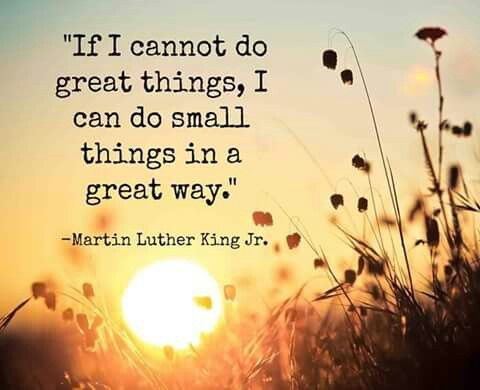 "If I cannot do
great things, I
can do small
things in a
great way."
-Martin Luther King Jr.